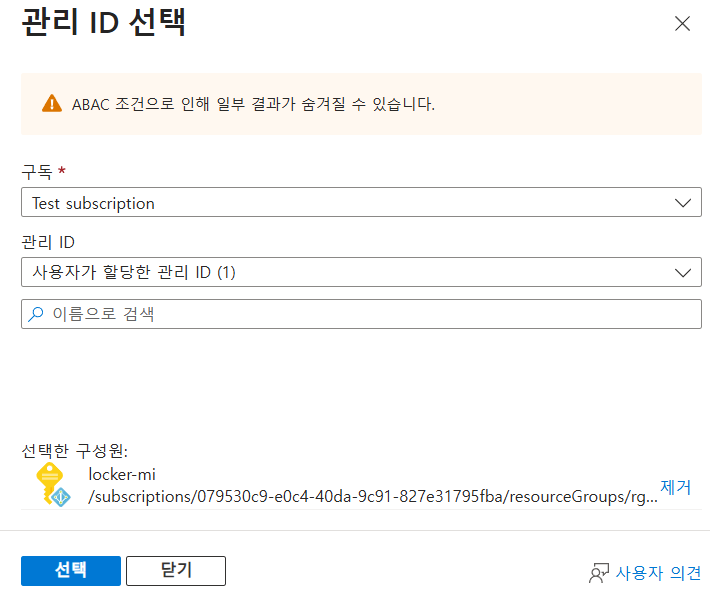 관리 ID 선택
ABAC 조건으로 인해 일부 결과가 숨겨질 수 있습니다.
구독 *
Test subscription
관리 ID
사용자가 할당한 관리 ID (1)
이름으로 검색
선택한 구성원:
locker-mi
/subscriptions/079530c9-e0c4-40da-9c91-827e31795fba/resourceGroups/rg...
제거
선택
닫기
사용자 의견